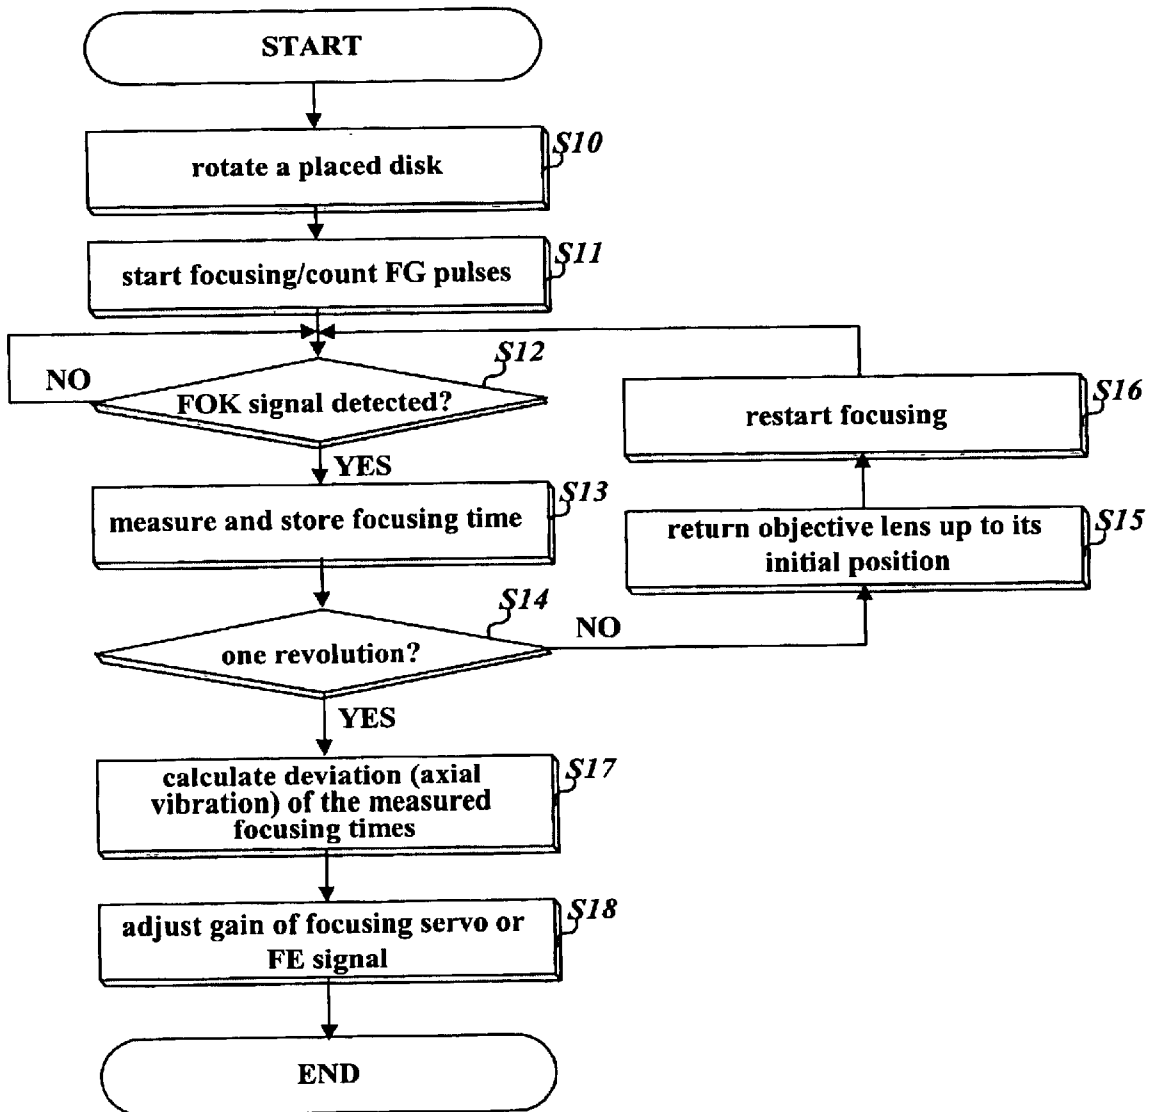 START
S10
rotate a placed disk
S11
start focusing/count FG pulses
S12
NO
FOK signal detected?
YES
S13
measure and store focusing time
S14
one revolution?
NO
S15
return objective lens up to its
initial position
S16
restart focusing
YES
S17
calculate deviation (axial
vibration) of the measured
focusing times
S18
adjust gain of focusing servo or
FE signal
END